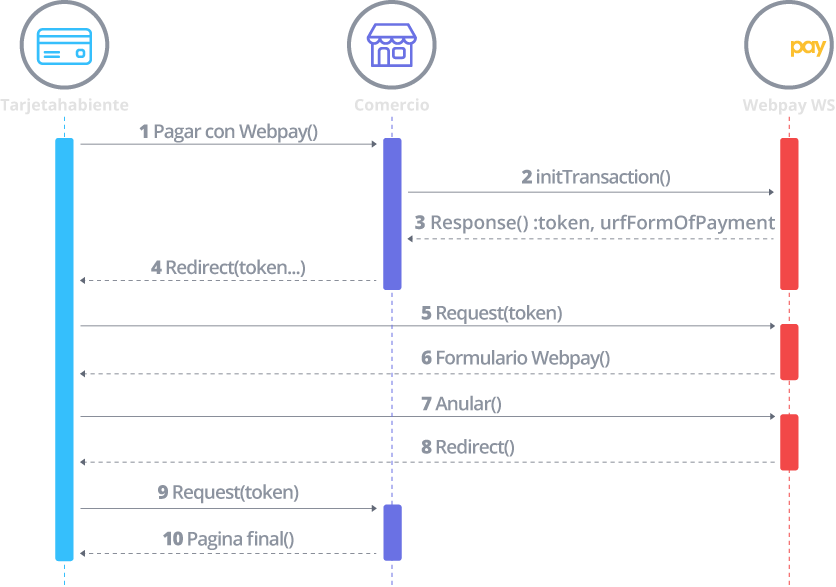 pay
Tarjetahabiente
Comercio
Webpay WS
1 Pagar con Webpay()
2 initTransaction()
3 Response() :token, urfFormOfPayment
4 Redirect(token...)
5 Request(token)
6 Formulario Webpay()
7 Anular()
8 Redirect()
9 Request(token)
10 Pagina final()